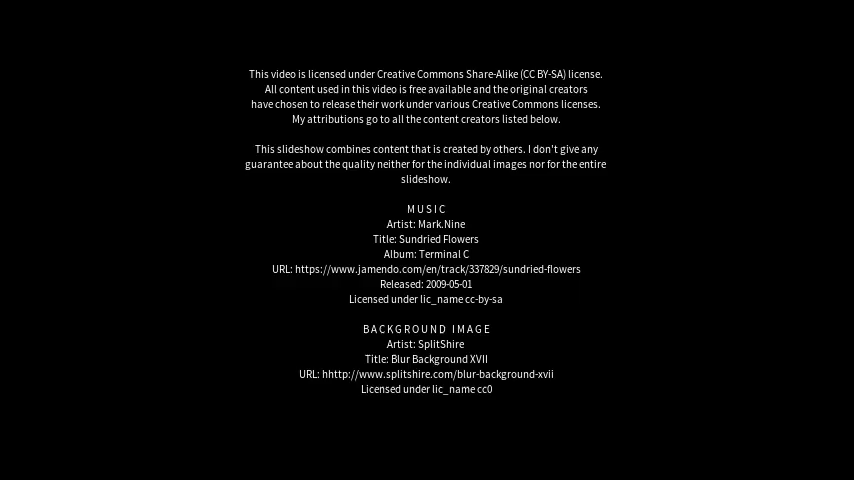 This video is licensed under Creative Commons Share-Alike (CC BY-SA) license.
All content used in this video is free available and the original creators
have chosen to release their work under various Creative Commons licenses.
My attributions go to all the content creators listed below.
This slideshow combines content that is created by others. I don't give any
guarantee about the quality neither for the individual images nor for the entire
slideshow.
MUSIC
Artist: Mark.Nine
Title: Sundried Flowers
Album: Terminal C
URL: https://www.jamendo.com/en/track/337829/sundried-flowers
Released: 2009-05-01
Licensed under lic_name cc-by-sa
BACKGROUND IMAGE
Artist: SplitShire
Title: Blur Background XVII
URL: hhttp://www.splitshire.com/blur-background-xvii
Licensed under lic_name cc0